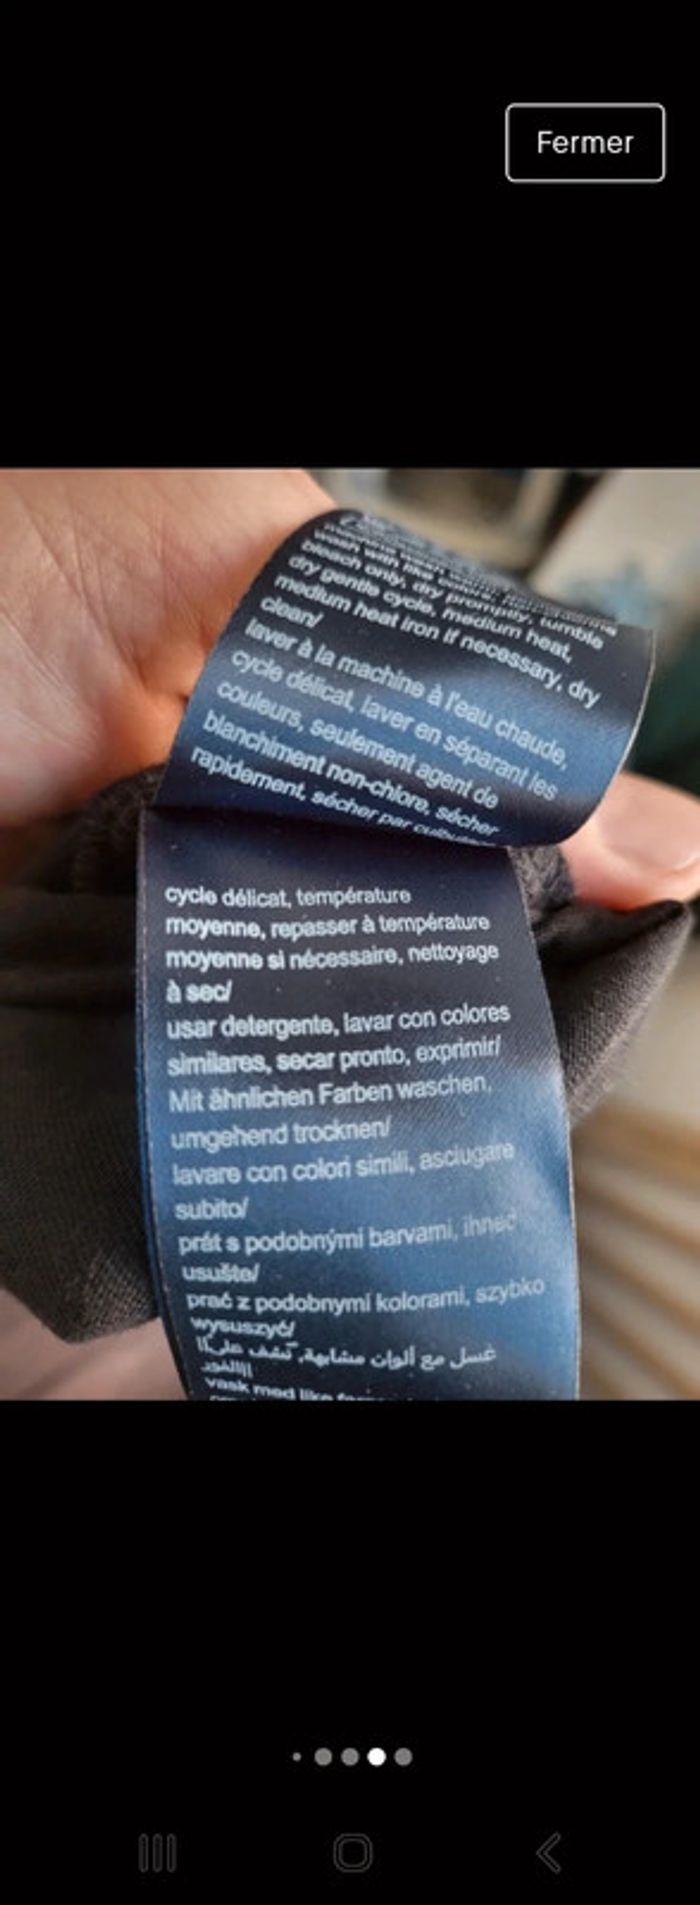 Fermer
wash with like colors,
bleach only, dry promptly, tumble
dry gentle cycle, medium heat,
medium heat iron if necessary, dry
clean/
laver à la machine à l'eau chaude,
cycle délicat, laver en séparant les
couleurs, seulement agent de
blanchiment non-chlore, sécher
rapidement, sécher par
cycle délicat, température
moyenne, repasser à température
moyenne si nécessaire, nettoyage
à sec/
usar detergente, lavar con colores
similares, secar pronto, exprimir/
Mit ähnlichen Farben waschen,
umgehend trocknen/
lavare con colori simili, asciugare
subito/
prát s podobnými barvami, ihned
usušte/
prać z podobnymi kolorami, szybko
wysuszyć/
غسل مع ألوان مشابهة,
vask med like